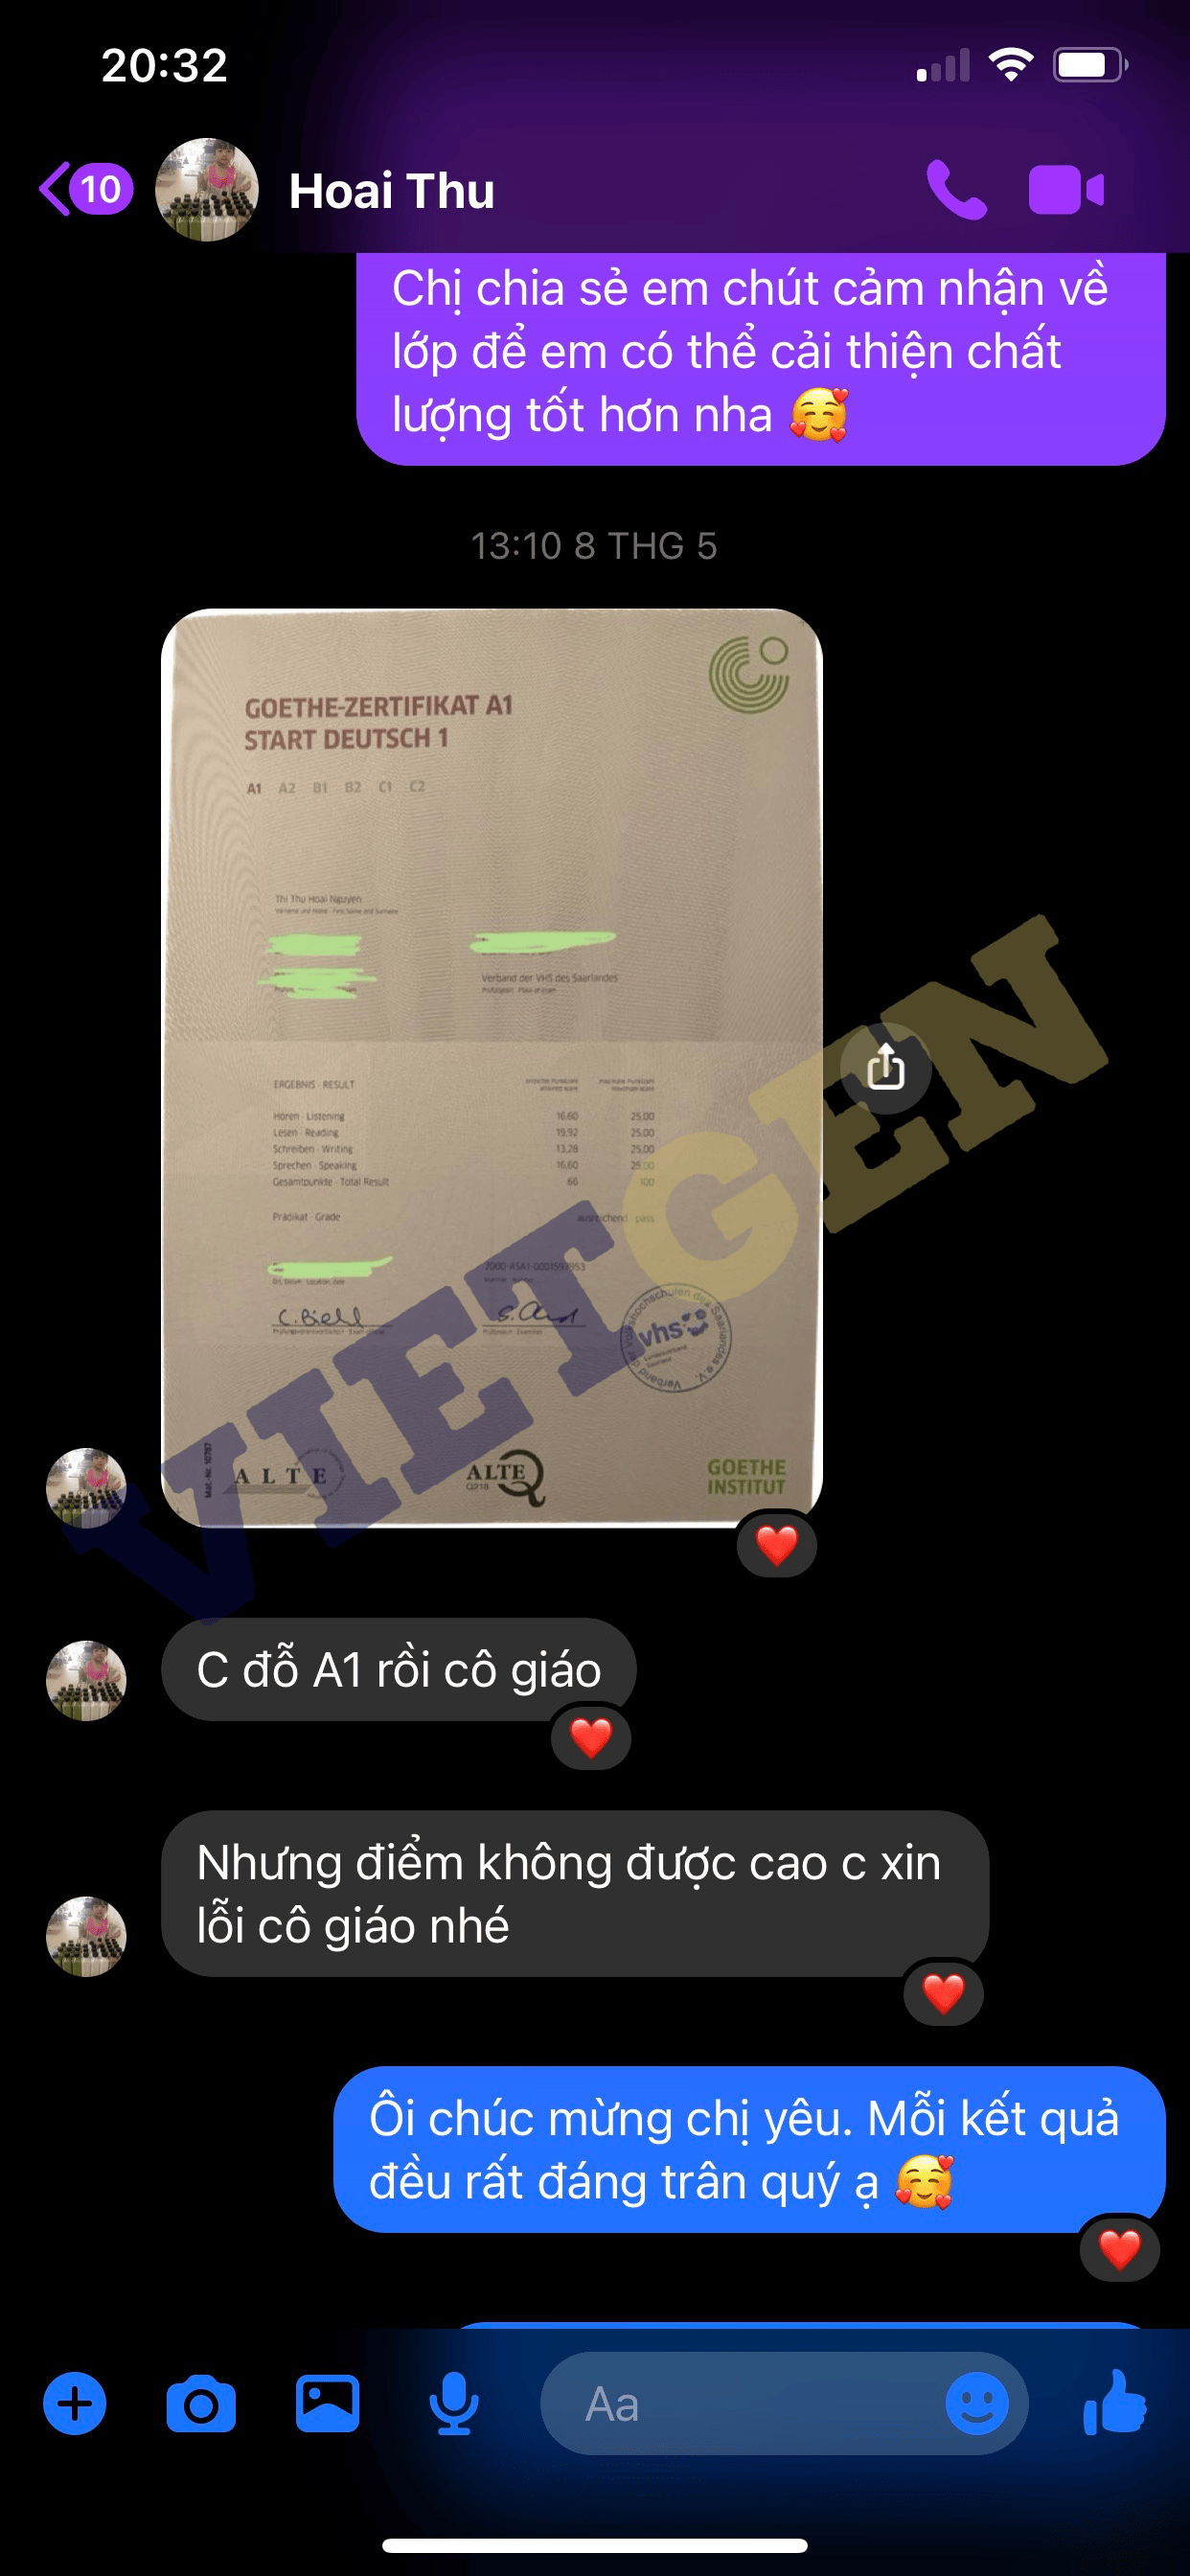 20:32
10
Hoai Thu
Chị chia sẻ em chút cảm nhận về
lớp để em có thể cải thiện chất
lượng tốt hơn nha 🥰
13:10 8 THG 5
GOETHE-ZERTIFIKAT A1
START DEUTSCH 1
A1 A2 B1 B2 C1 C2
Thi Thu Hoai Nguyen
Verband der VHS des Saarlandes
ERGEBNIS · RESULT
Hören · Listening 16,60 25,00
Lesen · Reading 19,92 25,00
Schreiben · Writing 13,28 25,00
Sprechen · Speaking 16,60 25,00
Gesamtpunkte · Total Result 66 100
Prädikat · Grade ausreichend · pass
C. Biehl
vhs
ALTE
ALTE
GOETHE
INSTITUT
VIETGEN
C đỗ A1 rồi cô giáo
Nhưng điểm không được cao c xin
lỗi cô giáo nhé
Ôi chúc mừng chị yêu. Mỗi kết quả
đều rất đáng trân quý ạ 🥰
Aa